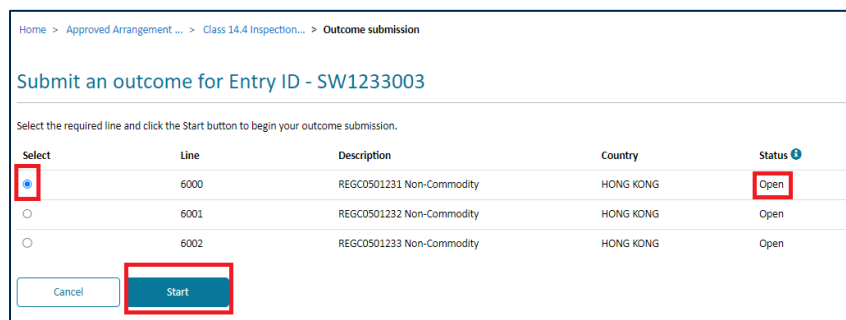 Home > Approved Arrangement ... > Class 14.4 Inspection... > Outcome submission
Submit an outcome for Entry ID - SW1233003
Select the required line and click the Start button to begin your outcome submission.
Select Line Description Country Status
6000 REGC0501231 Non-Commodity HONG KONG Open
6001 REGC0501232 Non-Commodity HONG KONG Open
6002 REGC0501233 Non-Commodity HONG KONG Open
Cancel Start